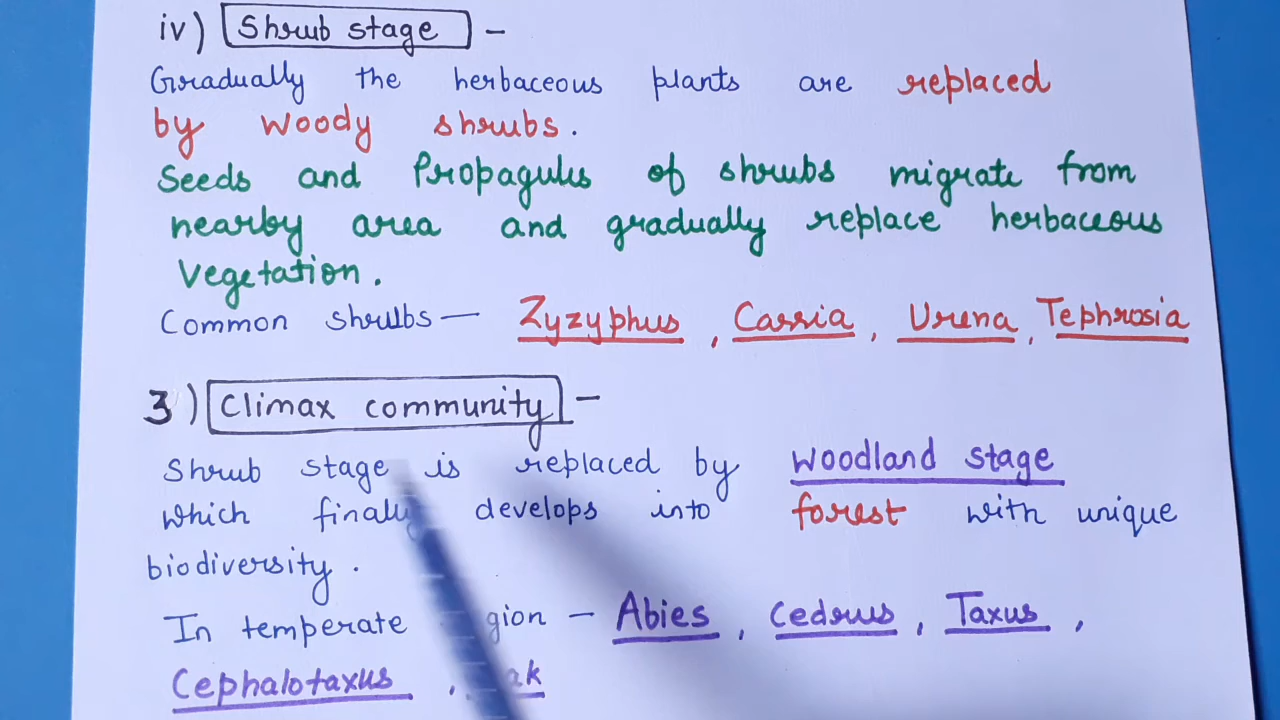 iv) Shrub stage -
Gradually the herbaceous plants are replaced
by woody shrubs.
Seeds and Propagules of shrubs migrate from
nearby area and gradually replace herbaceous
Vegetation.
Common shrubs — Zyzyphus, Cassia, Urena, Tephrosia
3) Climax community -
Shrub stage is replaced by woodland stage
which finally develops into forest with unique
biodiversity.
In temperate - Abies, Cedrus, Taxus,
Cephalotaxus,